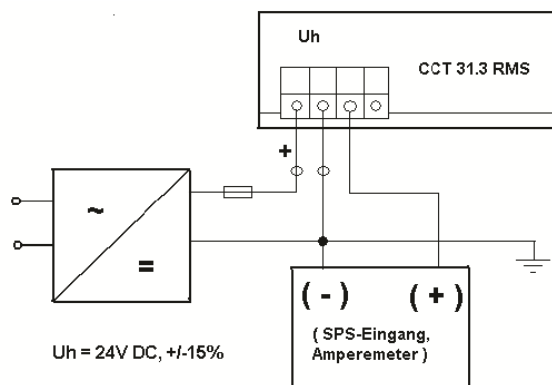 Uh
CCT 31.3 RMS
+
~
=
( - ) ( + )
( SPS-Eingang,
Amperemeter )
Uh = 24V DC, +/-15%